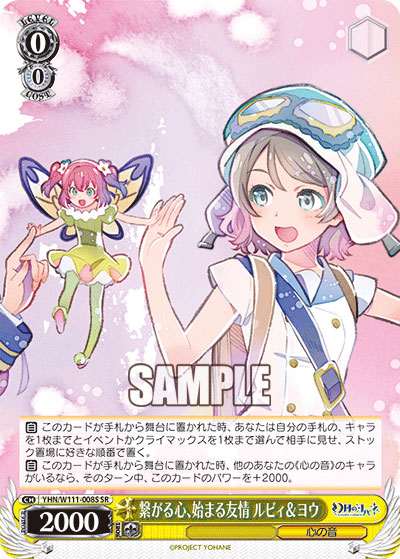 LEVEL
0
0
COST
SAMPLE
自 このカードが手札から舞台に置かれた時、あなたは自分の手札の、キャラ
を1枚までとイベントかクライマックスを1枚まで選んで相手に見せ、ストッ
ク置場に好きな順番で置く。
自 このカードが手札から舞台に置かれた時、他のあなたの《心の音》のキャラ
がいるなら、そのターン中、このカードのパワーを+2000。
CH YHN/W111-008SSR
2000
繋がる心、始まる友情 ルビィ&ヨウ
心の音
©PROJECT YOHANE